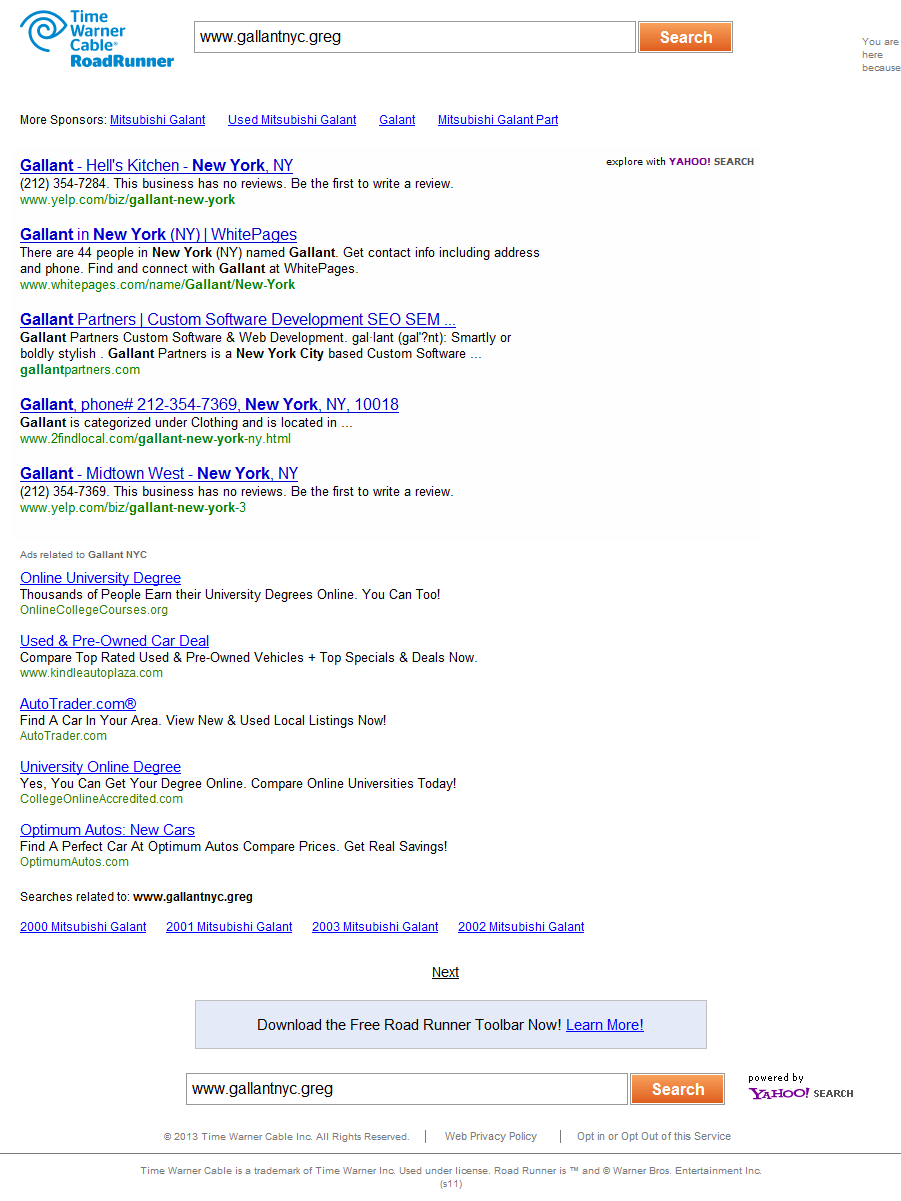 Time
Warner
Cable®
RoadRunner
www.gallantnyc.greg
Search
You are
here
because
More Sponsors: Mitsubishi Galant Used Mitsubishi Galant Galant Mitsubishi Galant Part
explore with YAHOO! SEARCH
Gallant - Hell's Kitchen - New York, NY
(212) 354-7284. This business has no reviews. Be the first to write a review.
www.yelp.com/biz/gallant-new-york
Gallant in New York (NY) | WhitePages
There are 44 people in New York (NY) named Gallant. Get contact info including address
and phone. Find and connect with Gallant at WhitePages.
www.whitepages.com/name/Gallant/New-York
Gallant Partners | Custom Software Development SEO SEM ...
Gallant Partners Custom Software & Web Development. gal·lant (gal'?nt): Smartly or
boldly stylish . Gallant Partners is a New York City based Custom Software ...
gallantpartners.com
Gallant, phone# 212-354-7369, New York, NY, 10018
Gallant is categorized under Clothing and is located in ...
www.2findlocal.com/gallant-new-york-ny.html
Gallant - Midtown West - New York, NY
(212) 354-7369. This business has no reviews. Be the first to write a review.
www.yelp.com/biz/gallant-new-york-3
Ads related to Gallant NYC
Online University Degree
Thousands of People Earn their University Degrees Online. You Can Too!
OnlineCollegeCourses.org
Used & Pre-Owned Car Deal
Compare Top Rated Used & Pre-Owned Vehicles + Top Specials & Deals Now.
www.kindleautoplaza.com
AutoTrader.com®
Find A Car In Your Area. View New & Used Local Listings Now!
AutoTrader.com
University Online Degree
Yes, You Can Get Your Degree Online. Compare Online Universities Today!
CollegeOnlineAccredited.com
Optimum Autos: New Cars
Find A Perfect Car At Optimum Autos Compare Prices. Get Real Savings!
OptimumAutos.com
Searches related to: www.gallantnyc.greg
2000 Mitsubishi Galant 2001 Mitsubishi Galant 2003 Mitsubishi Galant 2002 Mitsubishi Galant
Next
Download the Free Road Runner Toolbar Now! Learn More!
www.gallantnyc.greg
Search
powered by
YAHOO! SEARCH
© 2013 Time Warner Cable Inc. All Rights Reserved. | Web Privacy Policy | Opt in or Opt Out of this Service
Time Warner Cable is a trademark of Time Warner Inc. Used under license. Road Runner is ™ and © Warner Bros. Entertainment Inc.
(s11)